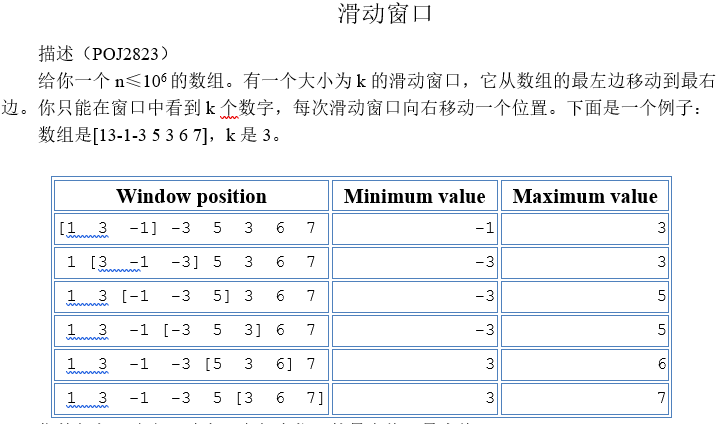 滑动窗口
描述（POJ2823）
给你一个 n≤10⁶ 的数组。有一个大小为 k 的滑动窗口，它从数组的最左边移动到最右
边。你只能在窗口中看到 k 个数字，每次滑动窗口向右移动一个位置。下面是一个例子：
数组是[13-1-3 5 3 6 7]，k 是 3。
Window position Minimum value Maximum value
[1 3 -1] -3 5 3 6 7 -1 3
1 [3 -1 -3] 5 3 6 7 -3 3
1 3 [-1 -3 5] 3 6 7 -3 5
1 3 -1 [-3 5 3] 6 7 -3 5
1 3 -1 -3 [5 3 6] 7 3 6
1 3 -1 -3 5 [3 6 7] 3 7